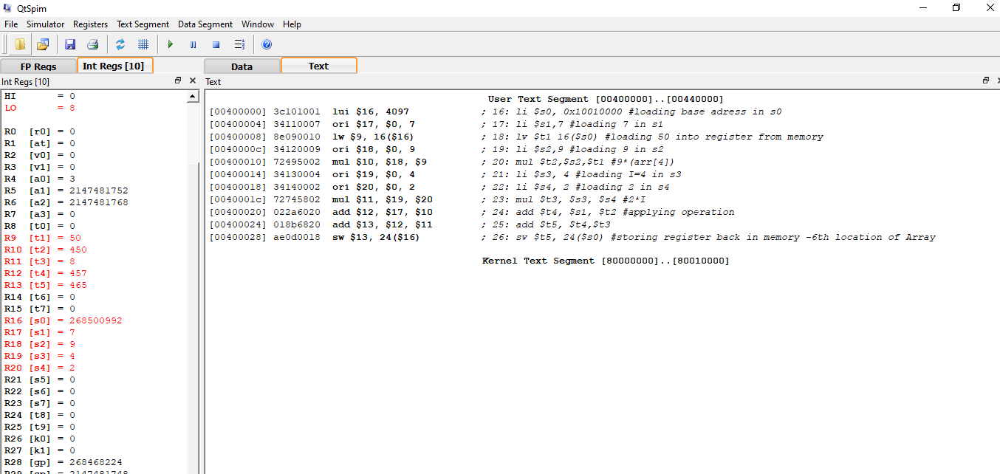 QtSpim
File Simulator Registers Text Segment Data Segment Window Help
FP Regs Int Regs [10] Data Text
Int Regs [10]
HI = 0
LO = 8
R0 [r0] = 0
R1 [at] = 0
R2 [v0] = 0
R3 [v1] = 0
R4 [a0] = 3
R5 [a1] = 2147481752
R6 [a2] = 2147481768
R7 [a3] = 0
R8 [t0] = 0
R9 [t1] = 50
R10 [t2] = 450
R11 [t3] = 8
R12 [t4] = 457
R13 [t5] = 465
R14 [t6] = 0
R15 [t7] = 0
R16 [s0] = 268500992
R17 [s1] = 7
R18 [s2] = 9
R19 [s3] = 4
R20 [s4] = 2
R21 [s5] = 0
R22 [s6] = 0
R23 [s7] = 0
R24 [t8] = 0
R25 [t9] = 0
R26 [k0] = 0
R27 [k1] = 0
R28 [gp] = 268468224
R29 [sp] = 2147481748
Text
User Text Segment [00400000]..[00440000]
[00400000] 3c101001 lui $16, 4097 ; 16: li $s0, 0x10010000 #loading base adress in s0
[00400004] 34110007 ori $17, $0, 7 ; 17: li $s1,7 #loading 7 in s1
[00400008] 8e090010 lw $9, 16($16) ; 18: lw $t1 16($s0) #loading 50 into register from memory
[0040000c] 34120009 ori $18, $0, 9 ; 19: li $s2,9 #loading 9 in s2
[00400010] 72495002 mul $10, $18, $9 ; 20: mul $t2,$s2,$t1 #9*(arr[4])
[00400014] 34130004 ori $19, $0, 4 ; 21: li $s3, 4 #loading I=4 in s3
[00400018] 34140002 ori $20, $0, 2 ; 22: li $s4, 2 #loading 2 in s4
[0040001c] 72745802 mul $11, $19, $20 ; 23: mul $t3, $s3, $s4 #2*I
[00400020] 022a6020 add $12, $17, $10 ; 24: add $t4, $s1, $t2 #applying operation
[00400024] 018b6820 add $13, $12, $11 ; 25: add $t5, $t4,$t3
[00400028] ae0d0018 sw $13, 24($16) ; 26: sw $t5, 24($s0) #storing register back in memory -6th location of Array
Kernel Text Segment [80000000]..[80010000]